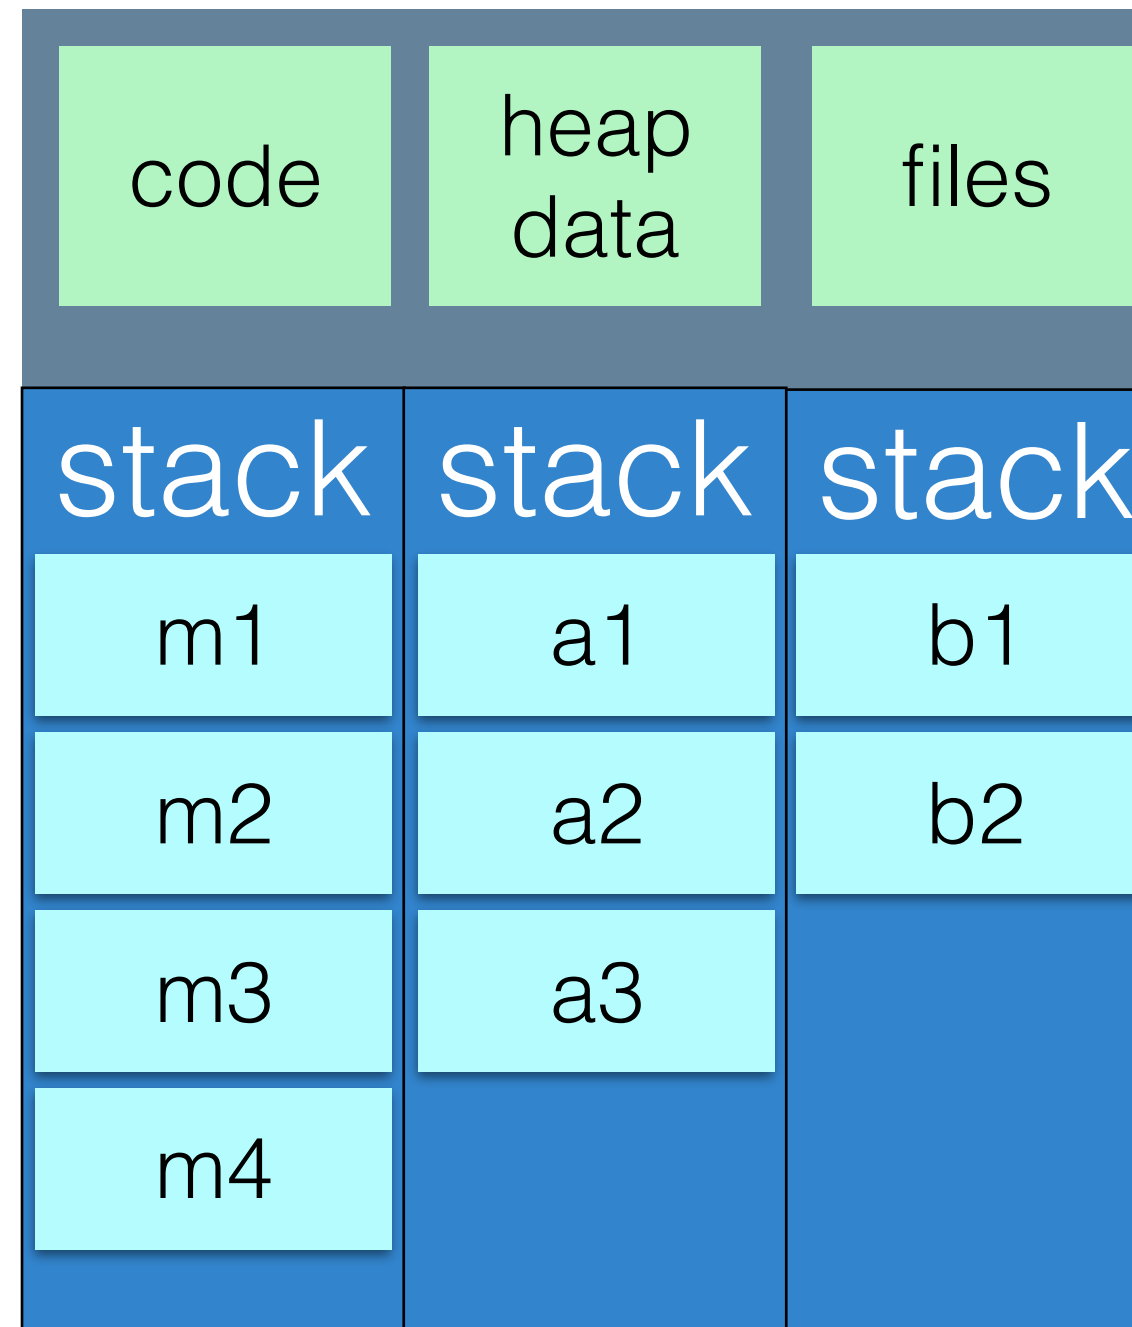 code
heap
data
files
stack stack stack
m1 a1 b1
m2 a2 b2
m3 a3
m4